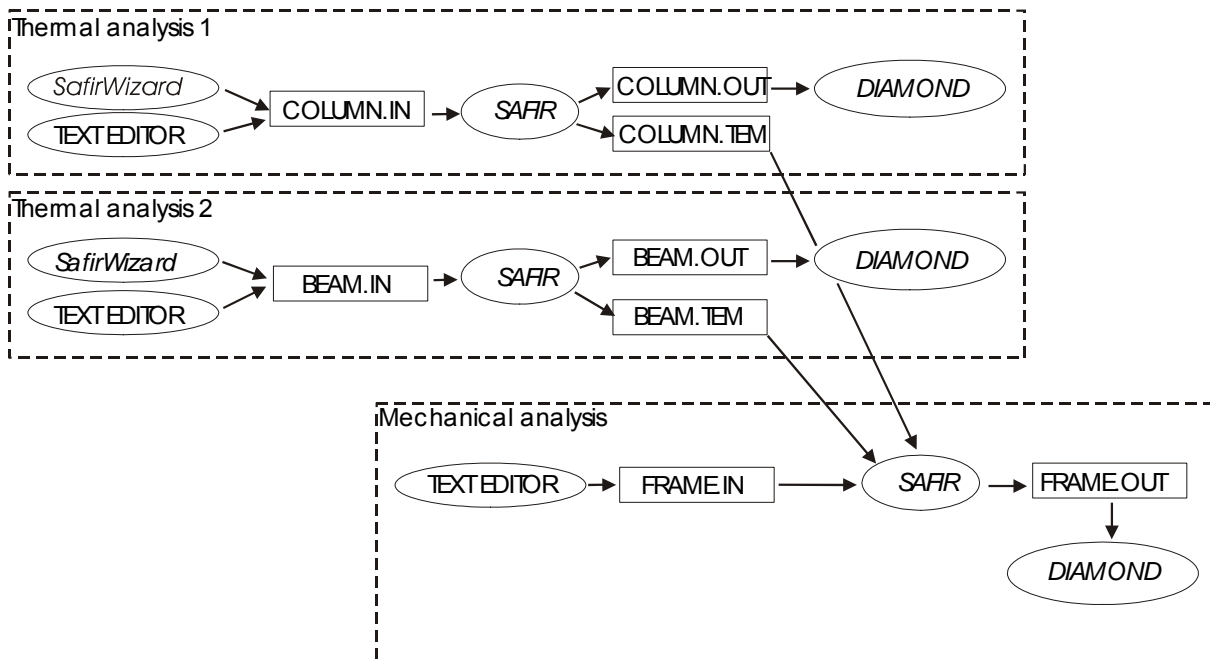 Thermal analysis 1
SafirWizard
TEXT EDITOR
COLUMN.IN
SAFIR
COLUMN.OUT
COLUMN.TEM
DIAMOND
Thermal analysis 2
SafirWizard
TEXT EDITOR
BEAM.IN
SAFIR
BEAM.OUT
BEAM.TEM
DIAMOND
Mechanical analysis
TEXT EDITOR
FRAME.IN
SAFIR
FRAME.OUT
DIAMOND